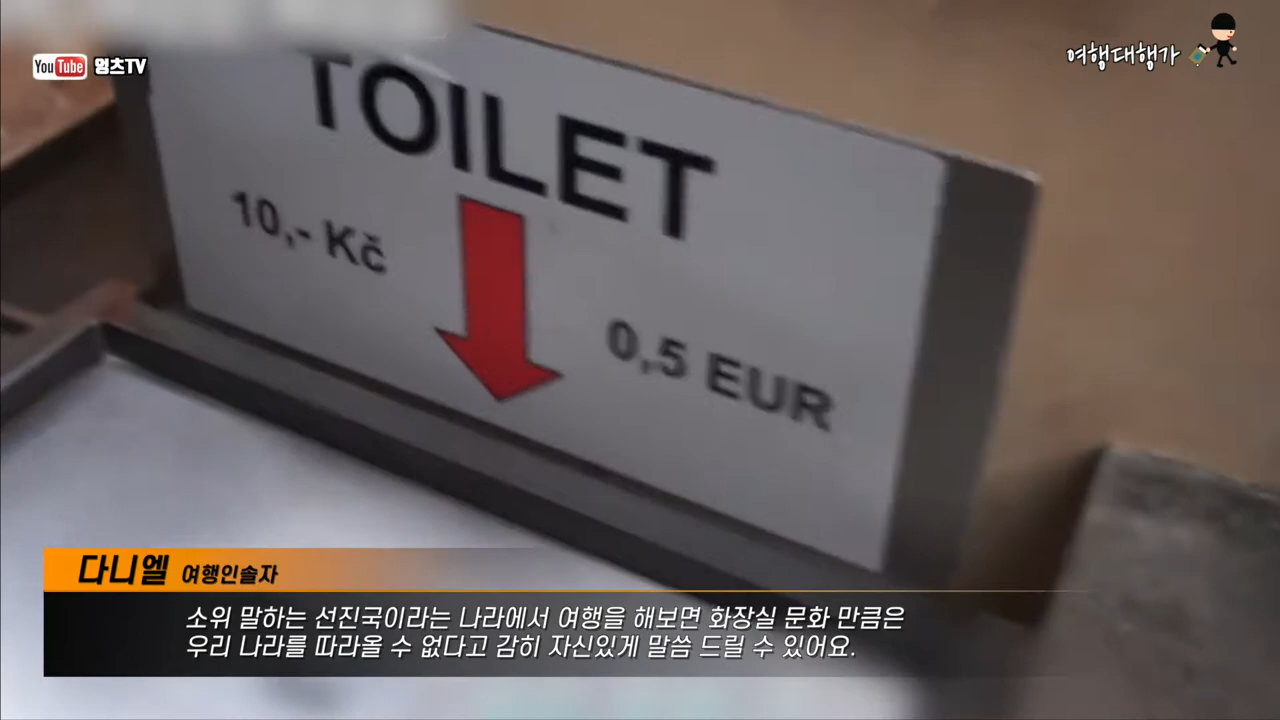 YouTube 웡츠TV
여행대행가
TOILET
10,- Kč
0,5 EUR
다니엘 여행인솔자
소위 말하는 선진국이라는 나라에서 여행을 해보면 화장실 문화 만큼은
우리 나라를 따라올 수 없다고 감히 자신있게 말씀 드릴 수 있어요.